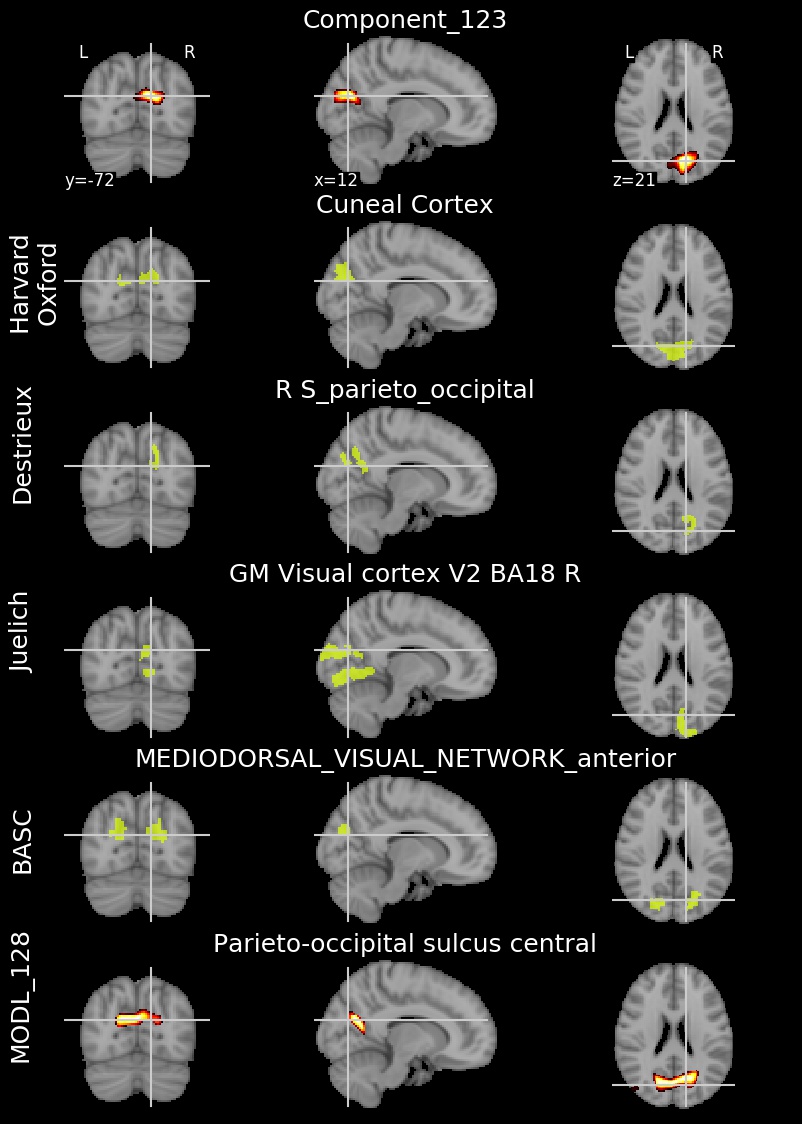 Component_123
L R L R
y=-72 x=12 z=21
Cuneal Cortex
Harvard
Oxford
R S_parieto_occipital
Destrieux
GM Visual cortex V2 BA18 R
Juelich
MEDIODORSAL_VISUAL_NETWORK_anterior
BASC
Parieto-occipital sulcus central
MODL_128